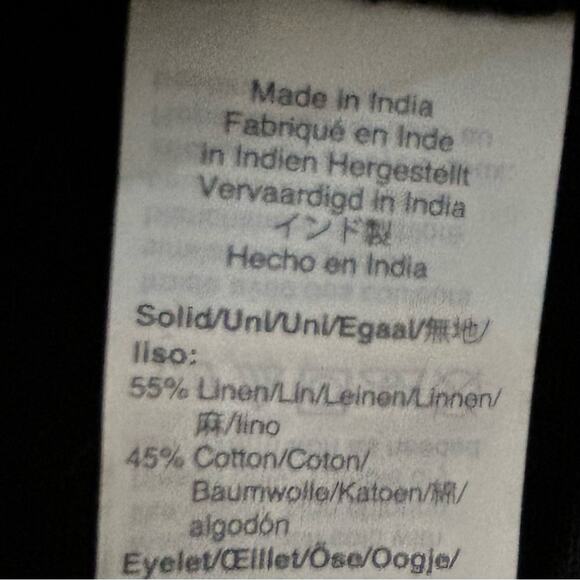 Made in India
Fabriqué en Inde
In Indien Hergestellt
Vervaardigd in India
インド製
Hecho en India
Solid/Uni/Uni/Egaal/無地/
liso:
55% Linen/Lin/Leinen/Linnen/
麻/lino
45% Cotton/Coton/
Baumwolle/Katoen/綿/
algodón
Eyelet/Œillet/Öse/Oogje/